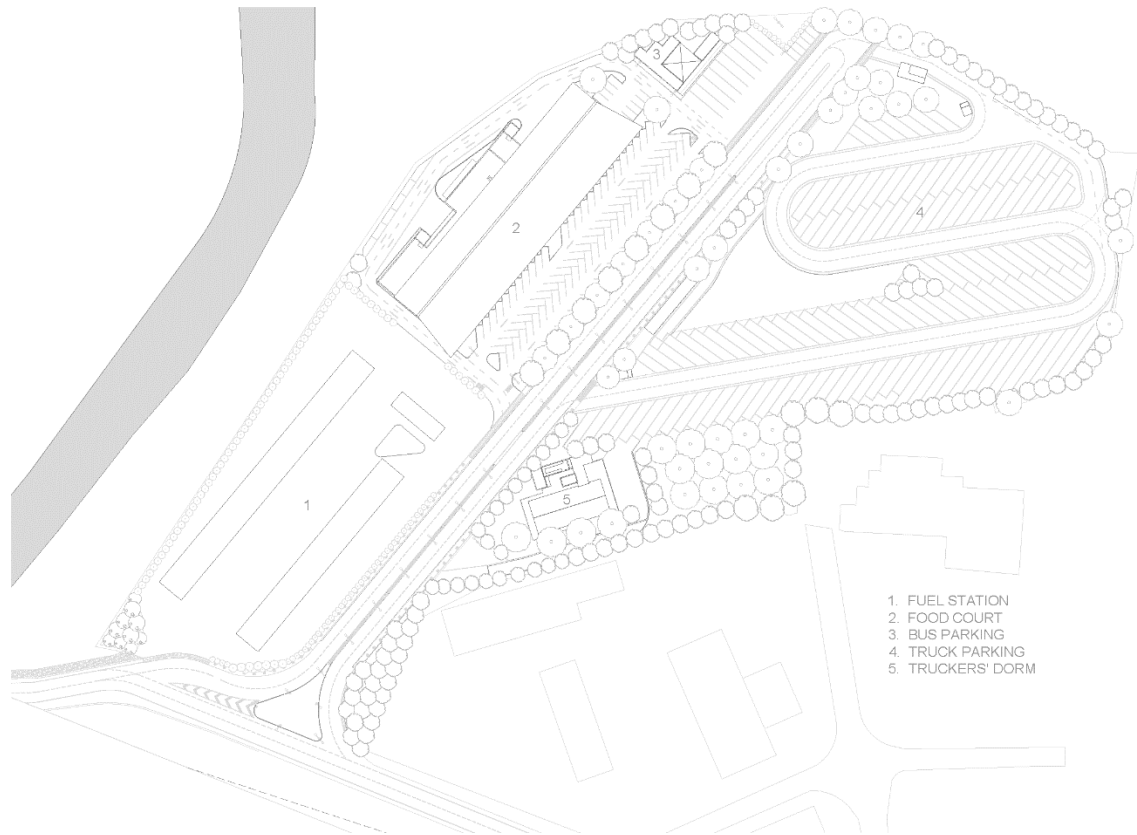 3
4
2
5
1
1. FUEL STATION
2. FOOD COURT
3. BUS PARKING
4. TRUCK PARKING
5. TRUCKERS' DORM